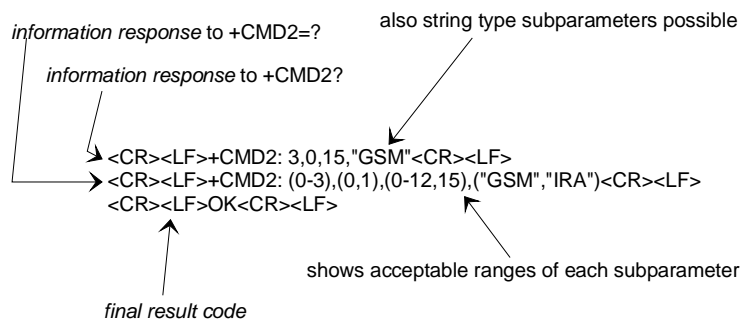 also string type subparameters possible
information response to +CMD2=?
information response to +CMD2?
<CR><LF>+CMD2: 3,0,15,"GSM"<CR><LF>
<CR><LF>+CMD2: (0-3),(0,1),(0-12,15),("GSM","IRA")<CR><LF>
<CR><LF>OK<CR><LF>
shows acceptable ranges of each subparameter
final result code